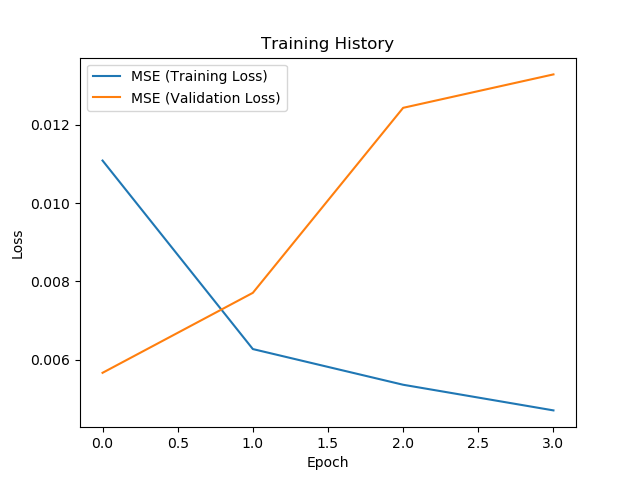 Training History
MSE (Training Loss)
MSE (Validation Loss)
0.012
0.010
0.008
0.006
Loss
0.0 0.5 1.0 1.5 2.0 2.5 3.0
Epoch